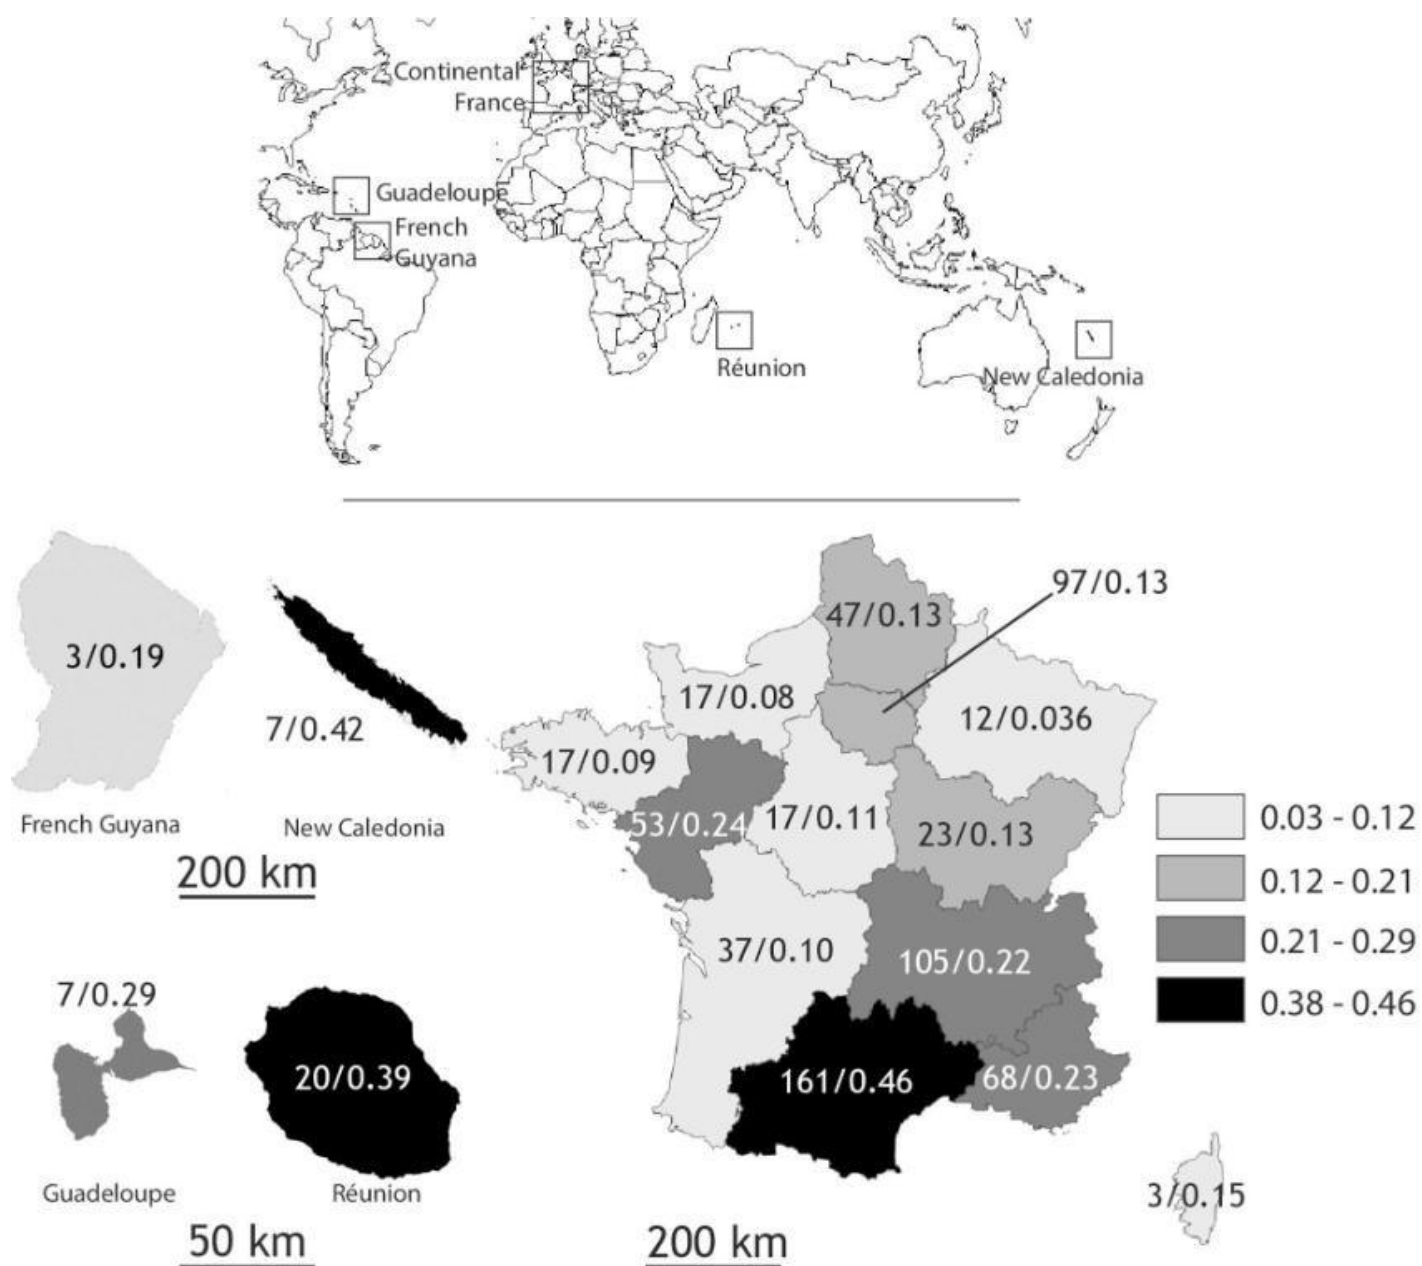 Continental
France
Guadeloupe
French
Guyana
Réunion
New Caledonia
97/0.13
47/0.13
3/0.19
17/0.08
12/0.036
7/0.42
17/0.09
53/0.24
17/0.11
23/0.13
French Guyana
New Caledonia
200 km
0.03 - 0.12
0.12 - 0.21
0.21 - 0.29
0.38 - 0.46
37/0.10
105/0.22
7/0.29
20/0.39
161/0.46
68/0.23
Guadeloupe
Réunion
3/0.15
50 km
200 km